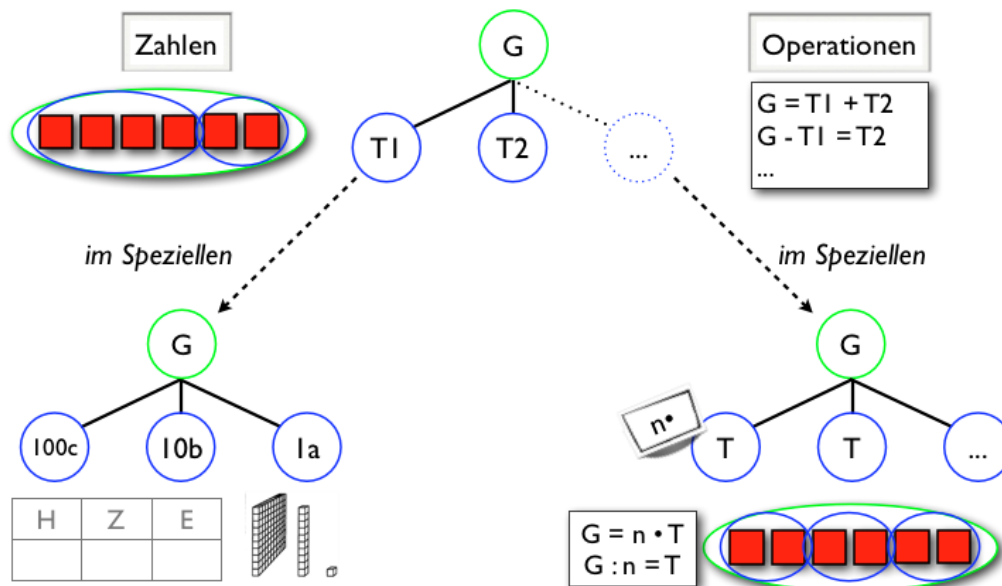 Zahlen
G
Operationen
G = T1 + T2
G - T1 = T2
...
T1
T2
...
im Speziellen
im Speziellen
G
100c
10b
1a
H Z E
G
n•
T
T
...
G = n • T
G : n = T